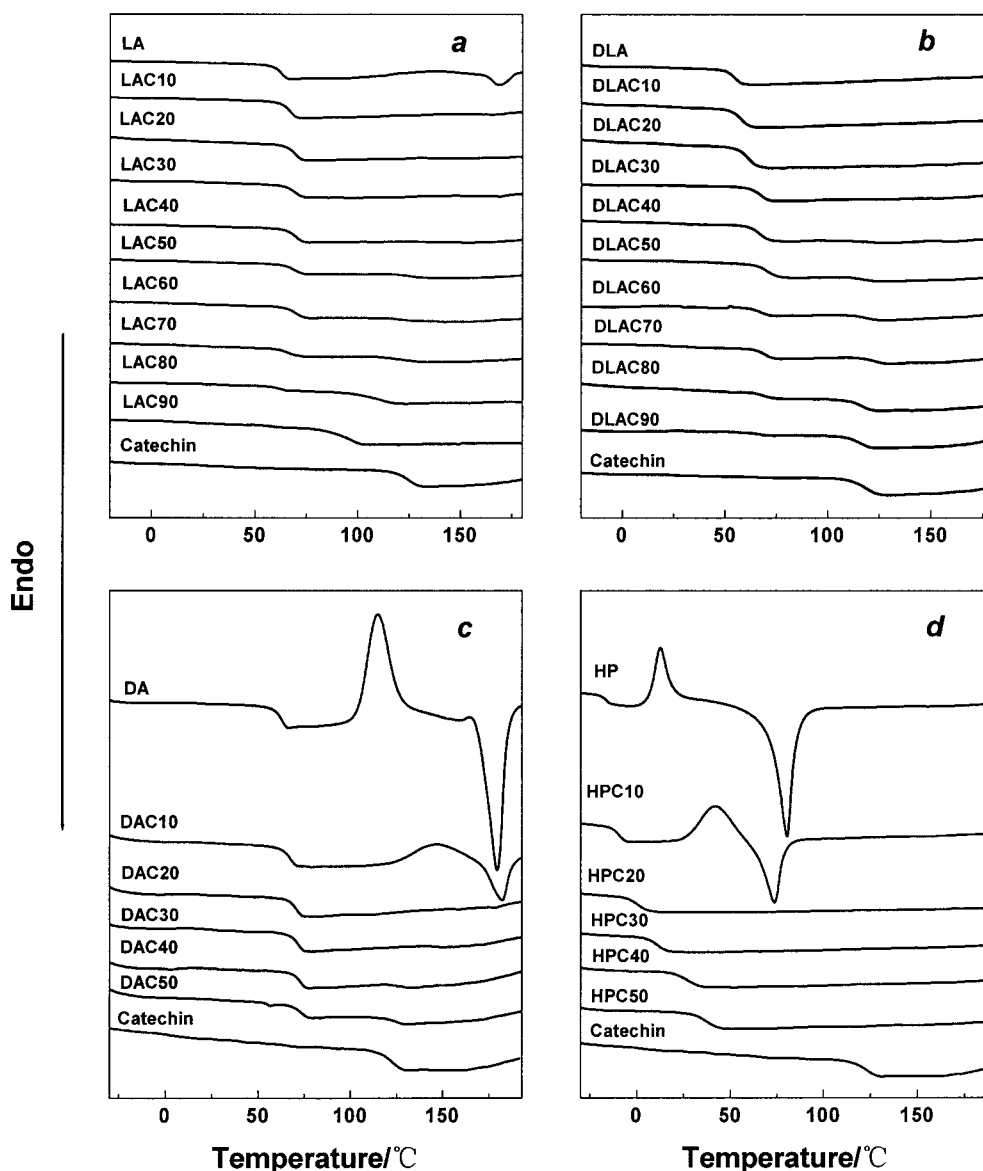 a
LA
LAC10
LAC20
LAC30
LAC40
LAC50
LAC60
LAC70
LAC80
LAC90
Catechin
0 50 100 150
b
DLA
DLAC10
DLAC20
DLAC30
DLAC40
DLAC50
DLAC60
DLAC70
DLAC80
DLAC90
Catechin
0 50 100 150
Endo
c
DA
DAC10
DAC20
DAC30
DAC40
DAC50
Catechin
0 50 100 150
Temperature/℃
d
HP
HPC10
HPC20
HPC30
HPC40
HPC50
Catechin
0 50 100 150
Temperature/℃